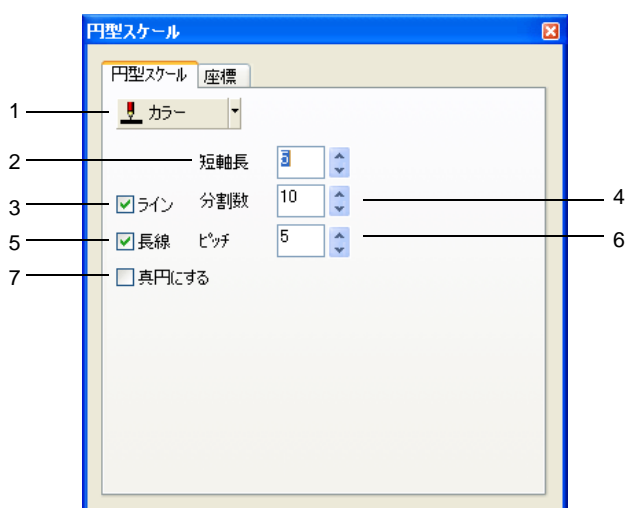 円型スケール
円型スケール 座標
1 カラー
2 短軸長 5
3 ライン 分割数 10 4
5 長線 ピッチ 5 6
7 真円にする